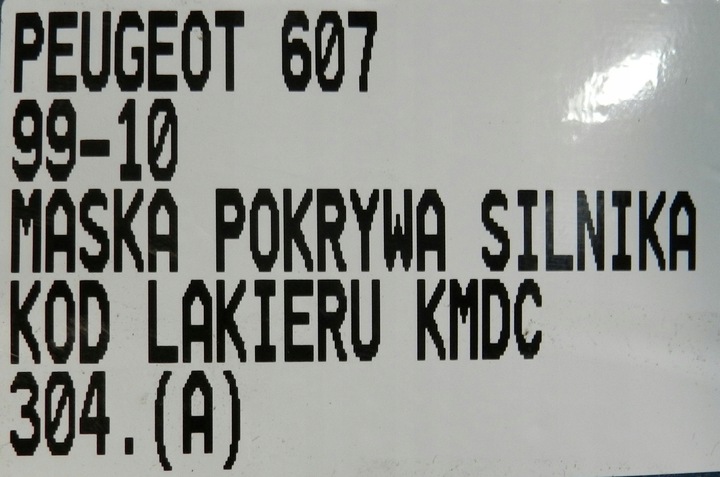 PEUGEOT 607
99-10
MASKA POKRYWA SILNIKA
KOD LAKIERU KMDC
304.(A)